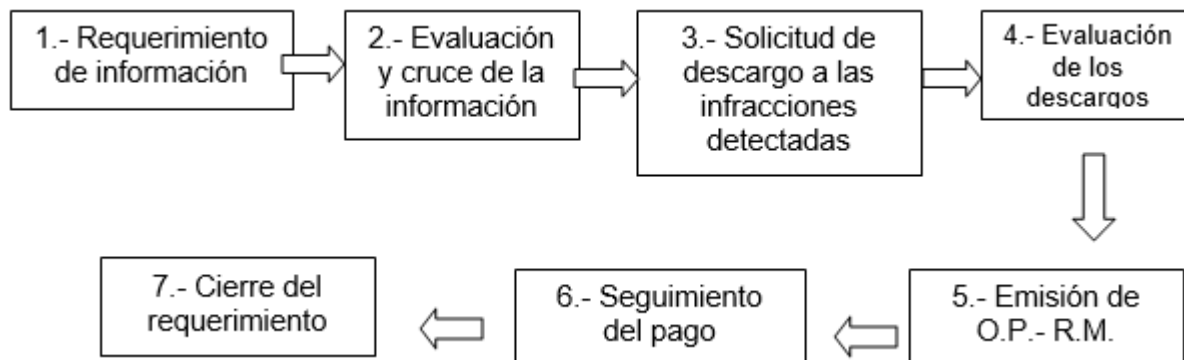 1.- Requerimiento
de información
2.- Evaluación
y cruce de la
información
3.- Solicitud de
descargo a las
infracciones
detectadas
4.- Evaluación
de los
descargos
5.- Emisión de
O.P.- R.M.
6.- Seguimiento
del pago
7.- Cierre del
requerimiento